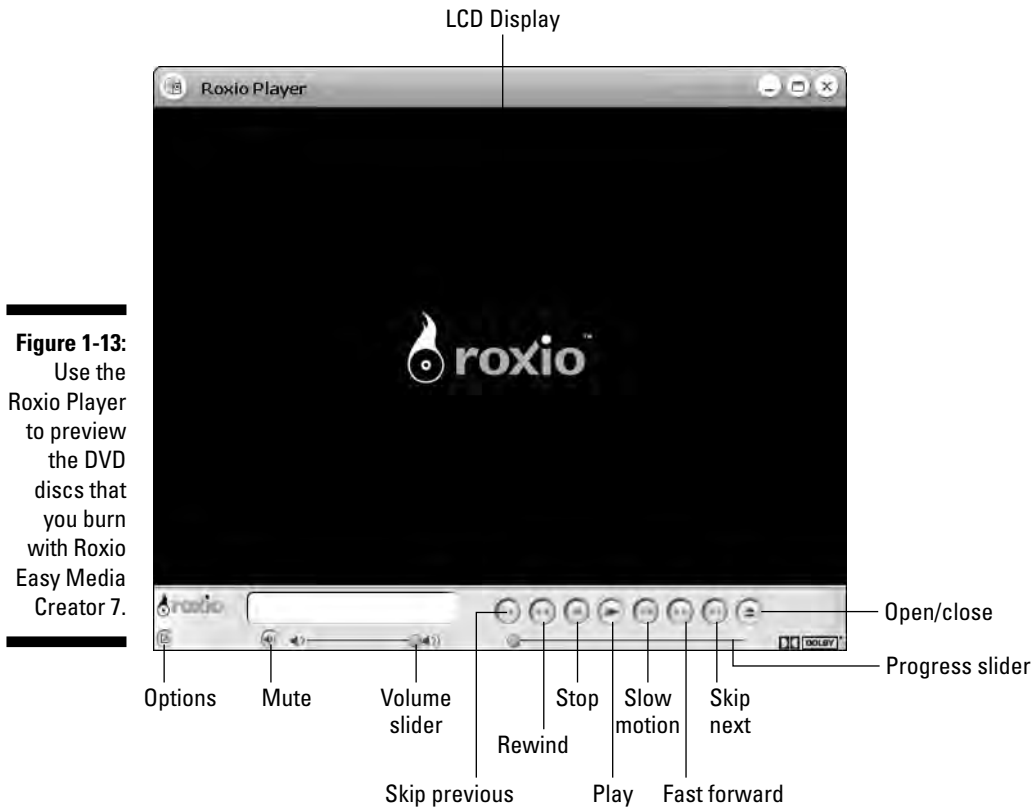 LCD Display
Roxio Player
roxio™
Figure 1-13:
Use the
Roxio Player
to preview
the DVD
discs that
you burn
with Roxio
Easy Media
Creator 7.
roxio
DOLBY
Open/close
Progress slider
Options
Mute
Volume
slider
Stop
Slow
motion
Skip
next
Rewind
Skip previous
Play
Fast forward